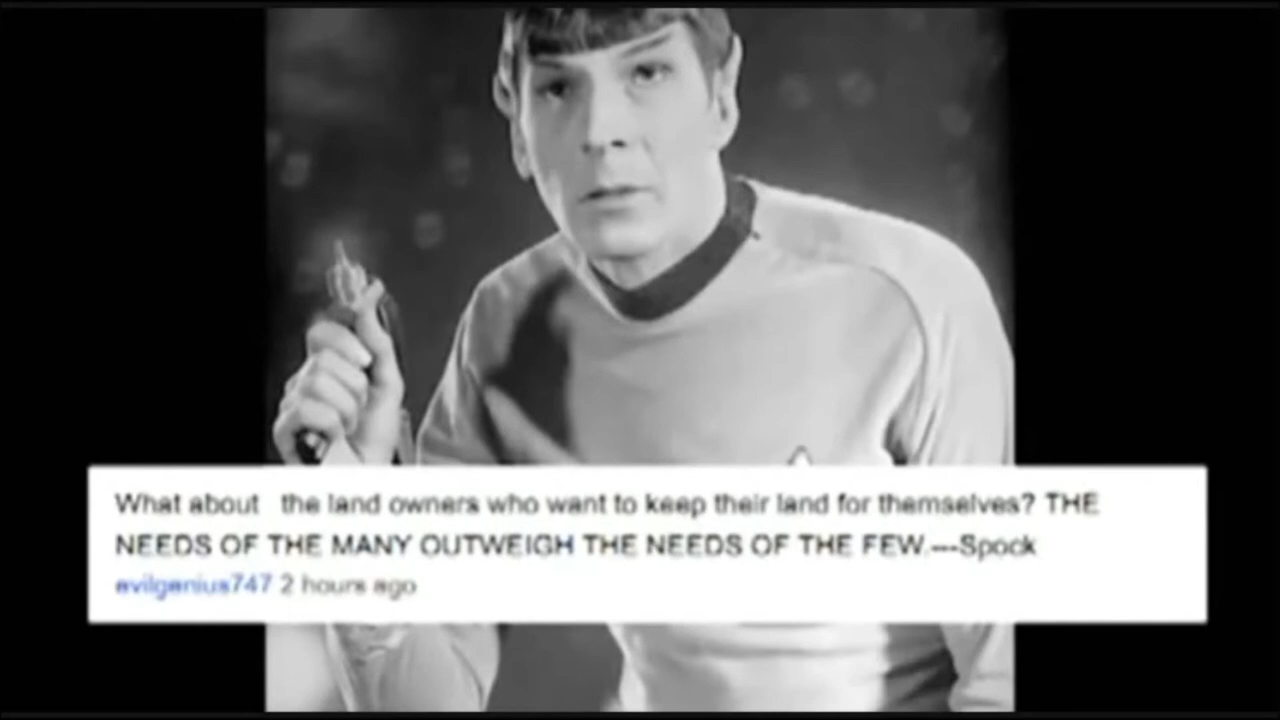 What about the land owners who want to keep their land for themselves? THE
NEEDS OF THE MANY OUTWEIGH THE NEEDS OF THE FEW.---Spock
evilgenius747 2 hours ago